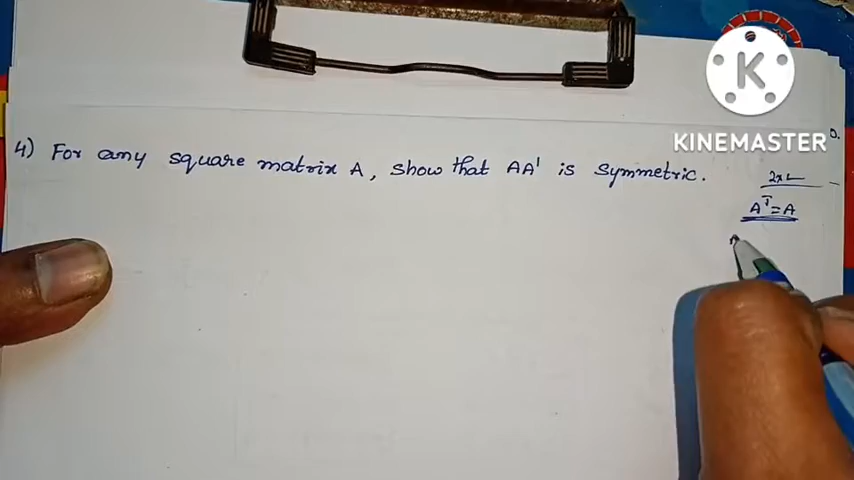 KINEMASTER
4) For any square matrix A, show that AA' is symmetric.
Aᵀ = A